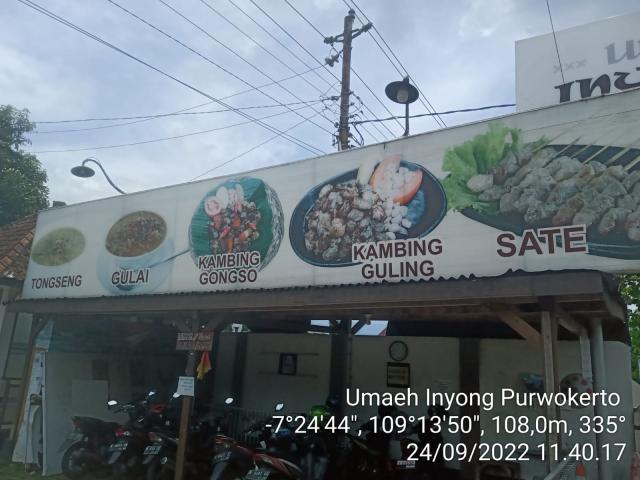 TONGSENG
GULAI
KAMBING
GONGSO
KAMBING
GULING
SATE
Umaeh Inyong Purwokerto
-7°24'44", 109°13'50", 108,0m, 335°
24/09/2022 11.40.17